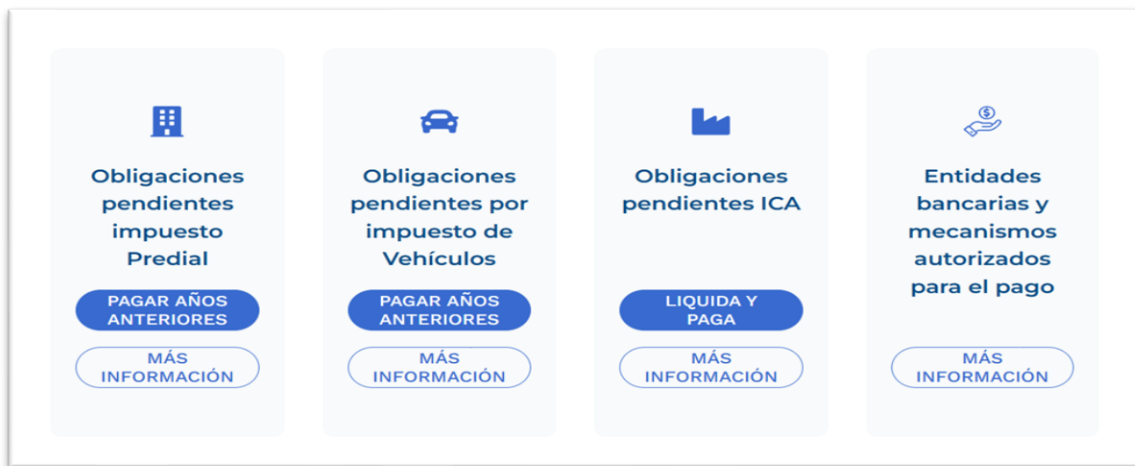 Obligaciones
pendientes
impuesto
Predial
PAGAR AÑOS
ANTERIORES
MÁS
INFORMACIÓN
Obligaciones
pendientes por
impuesto de
Vehículos
PAGAR AÑOS
ANTERIORES
MÁS
INFORMACIÓN
Obligaciones
pendientes ICA
LIQUIDA Y
PAGA
MÁS
INFORMACIÓN
Entidades
bancarias y
mecanismos
autorizados
para el pago
MÁS
INFORMACIÓN